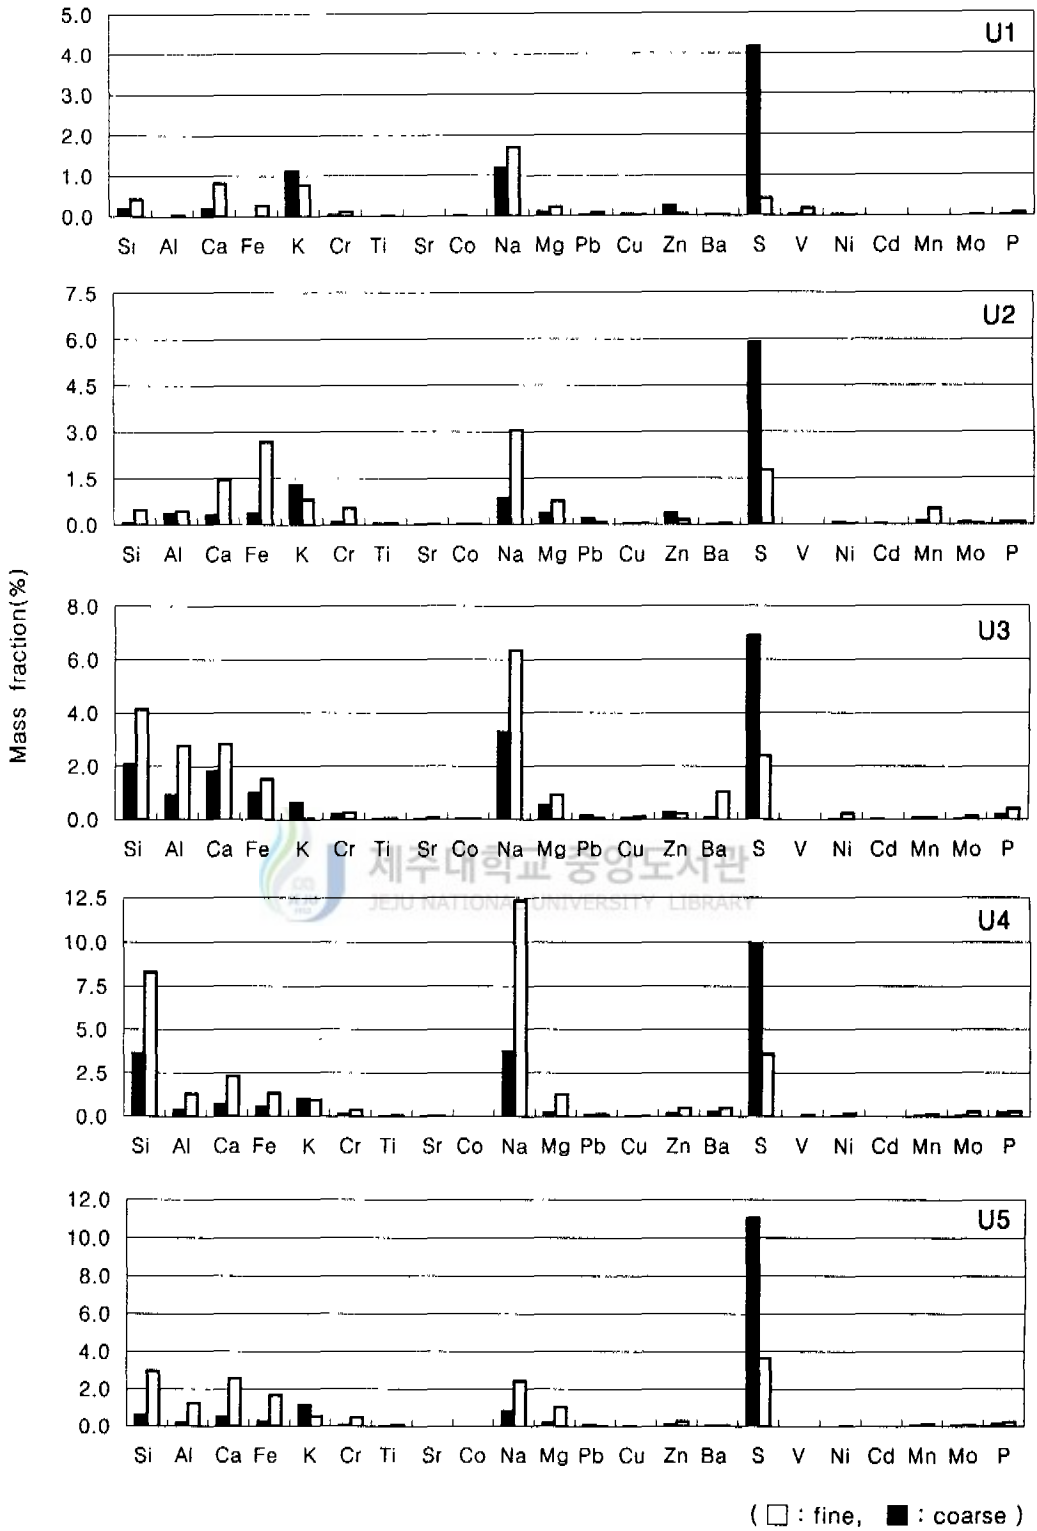 5.0
U1
4.0
3.0
2.0
1.0
0.0
Si Al Ca Fe K Cr Ti Sr Co Na Mg Pb Cu Zn Ba S V Ni Cd Mn Mo P
7.5
U2
6.0
4.5
3.0
1.5
0.0
Si Al Ca Fe K Cr Ti Sr Co Na Mg Pb Cu Zn Ba S V Ni Cd Mn Mo P
Mass fraction(%)
8.0
U3
6.0
4.0
2.0
0.0
Si Al Ca Fe K Cr Ti Sr Co Na Mg Pb Cu Zn Ba S V Ni Cd Mn Mo P
제주대학교 중앙도서관
JEJU NATIONAL UNIVERSITY LIBRARY
12.5
U4
10.0
7.5
5.0
2.5
0.0
Si Al Ca Fe K Cr Ti Sr Co Na Mg Pb Cu Zn Ba S V Ni Cd Mn Mo P
12.0
U5
10.0
8.0
6.0
4.0
2.0
0.0
Si Al Ca Fe K Cr Ti Sr Co Na Mg Pb Cu Zn Ba S V Ni Cd Mn Mo P
( □ : fine, ■ : coarse )